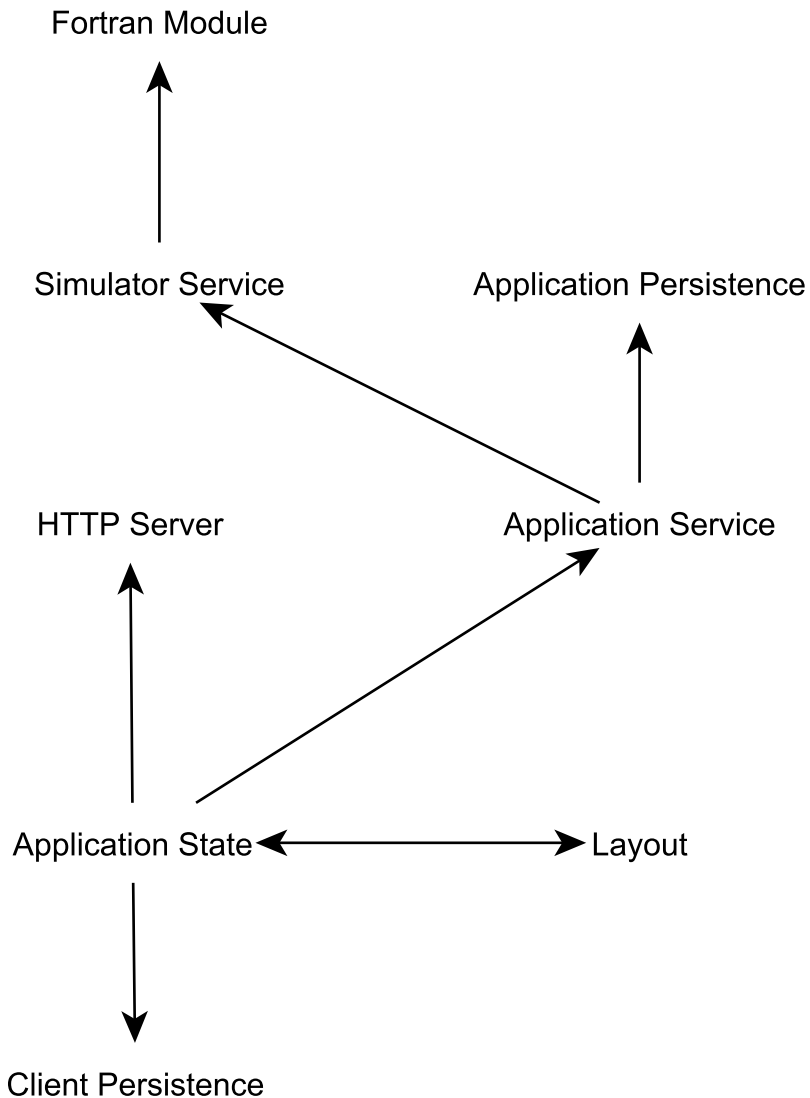 Fortran Module
Simulator Service
Application Persistence
HTTP Server
Application Service
Application State
Layout
Client Persistence